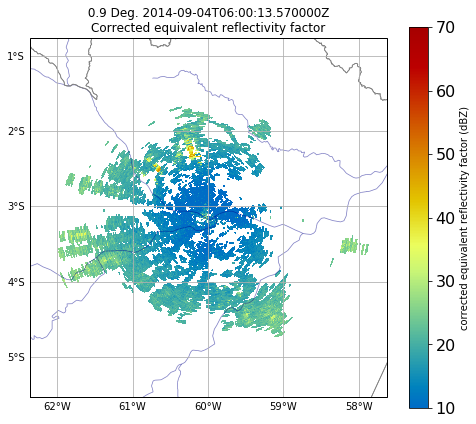 0.9 Deg. 2014-09-04T06:00:13.570000Z
Corrected equivalent reflectivity factor
1°S
2°S
3°S
4°S
5°S
62°W
61°W
60°W
59°W
58°W
70
60
50
40
30
20
10
corrected equivalent reflectivity factor (dBZ)